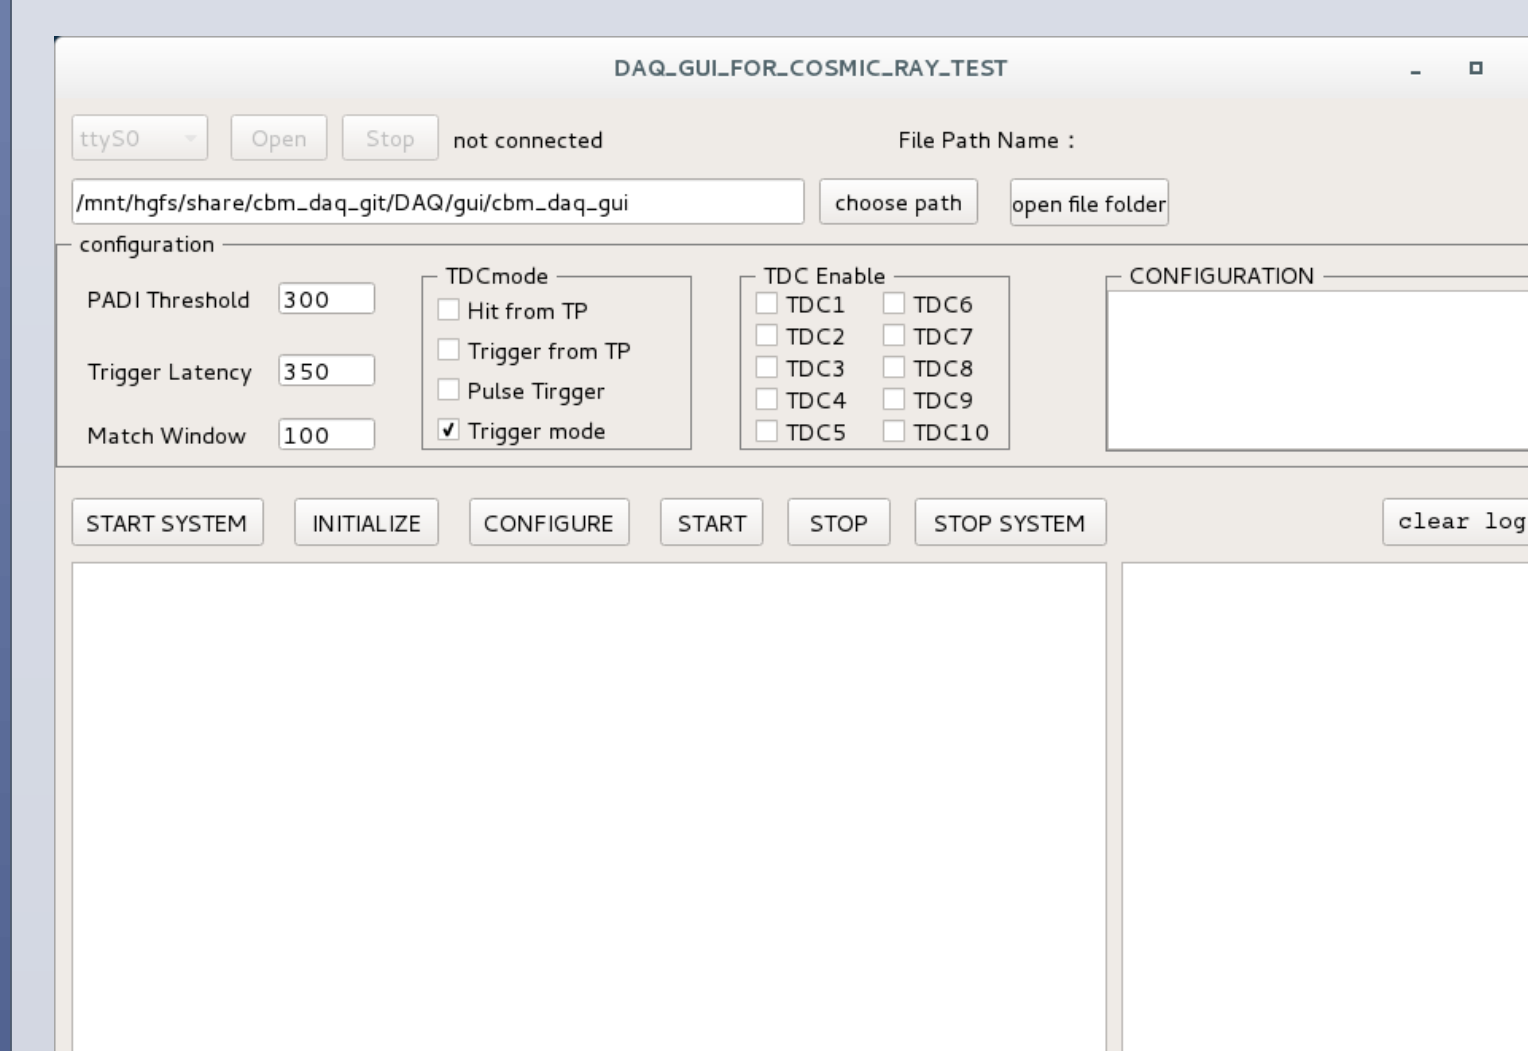 DAQ_GUI_FOR_COSMIC_RAY_TEST
ttyS0 Open Stop not connected File Path Name :
/mnt/hgfs/share/cbm_daq_git/DAQ/gui/cbm_daq_gui choose path open file folder
configuration
TDCmode TDC Enable CONFIGURATION
PADI Threshold 300 Hit from TP TDC1 TDC6
TDC2 TDC7
Trigger Latency 350 Trigger from TP TDC3 TDC8
Pulse Tirgger TDC4 TDC9
Match Window 100 Trigger mode TDC5 TDC10
START SYSTEM INITIALIZE CONFIGURE START STOP STOP SYSTEM clear log